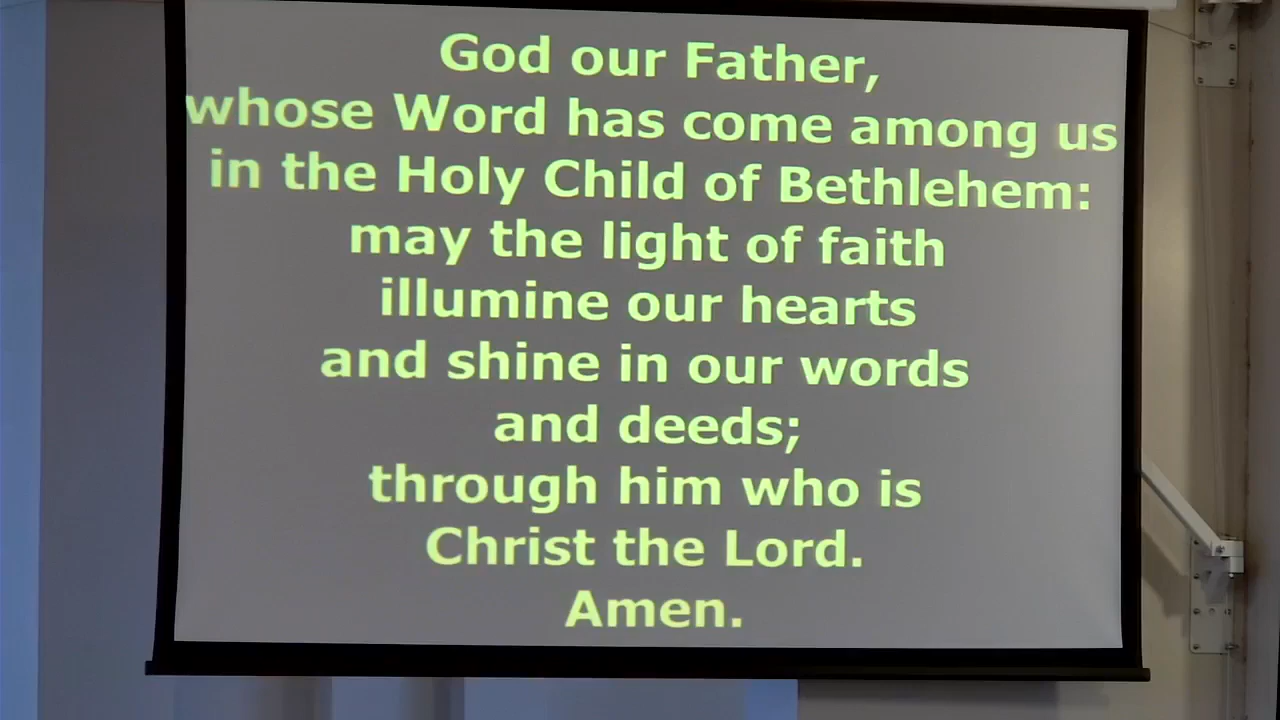 God our Father,
whose Word has come among us
in the Holy Child of Bethlehem:
may the light of faith
illumine our hearts
and shine in our words
and deeds;
through him who is
Christ the Lord.
Amen.